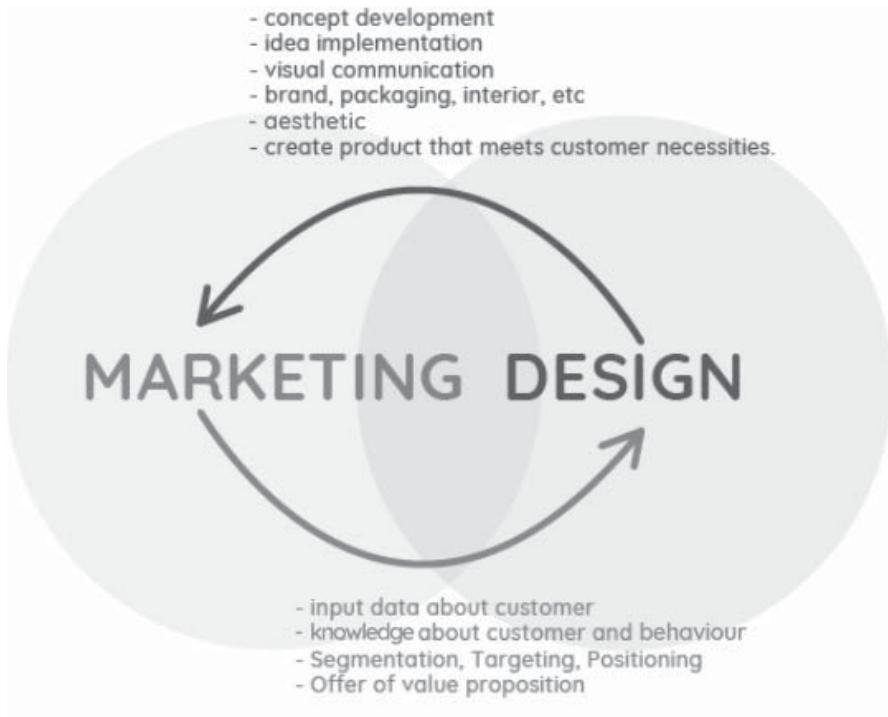 - concept development
- idea implementation
- visual communication
- brand, packaging, interior, etc
- aesthetic
- create product that meets customer necessities.
MARKETING DESIGN
- input data about customer
- knowledge about customer and behaviour
- Segmentation, Targeting, Positioning
- Offer of value proposition